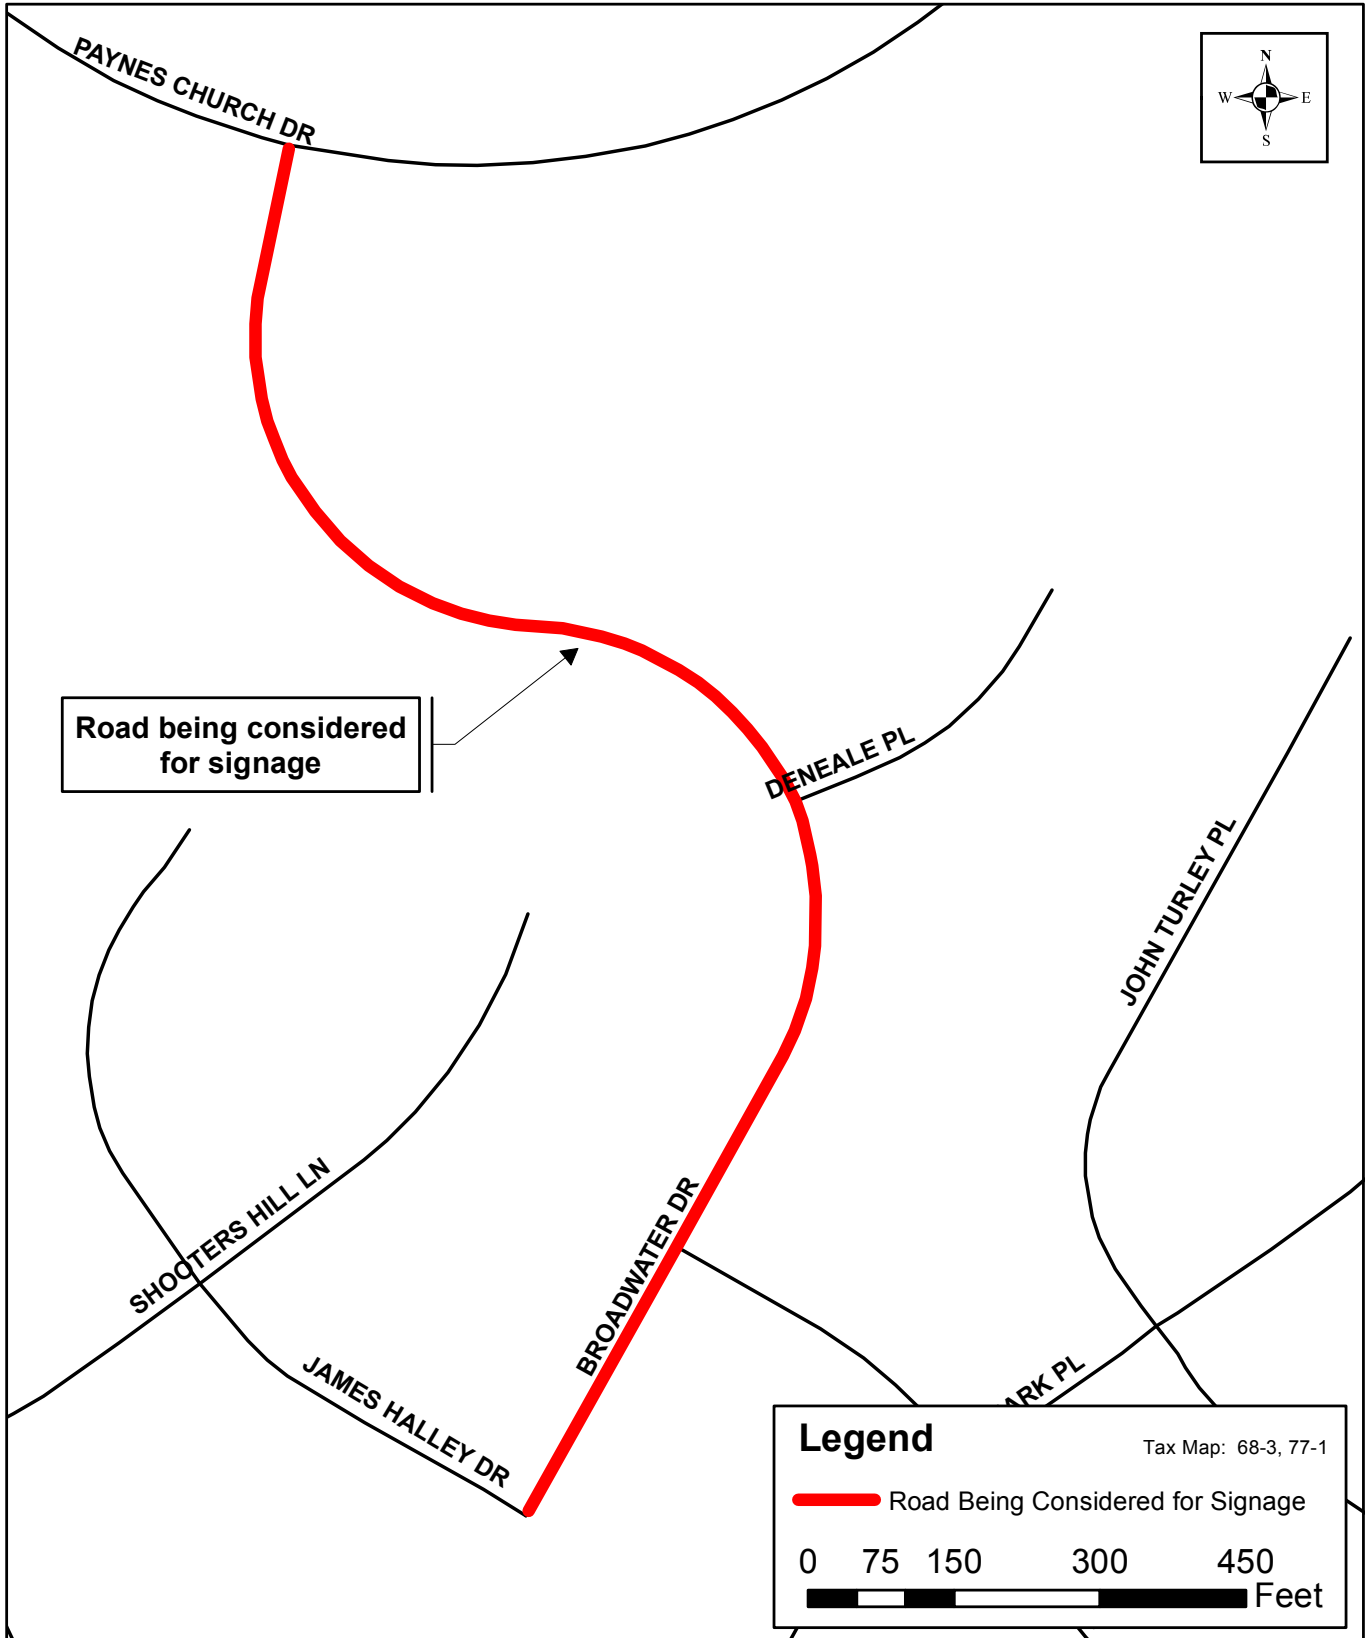 PAYNES CHURCH DR
N
W E
S
Road being considered
for signage
DENEALE PL
JOHN TURLEY PL
SHOOTERS HILL LN
BROADWATER DR
JAMES HALLEY DR
ARK PL
Legend
Tax Map: 68-3, 77-1
Road Being Considered for Signage
0 75 150 300 450
Feet